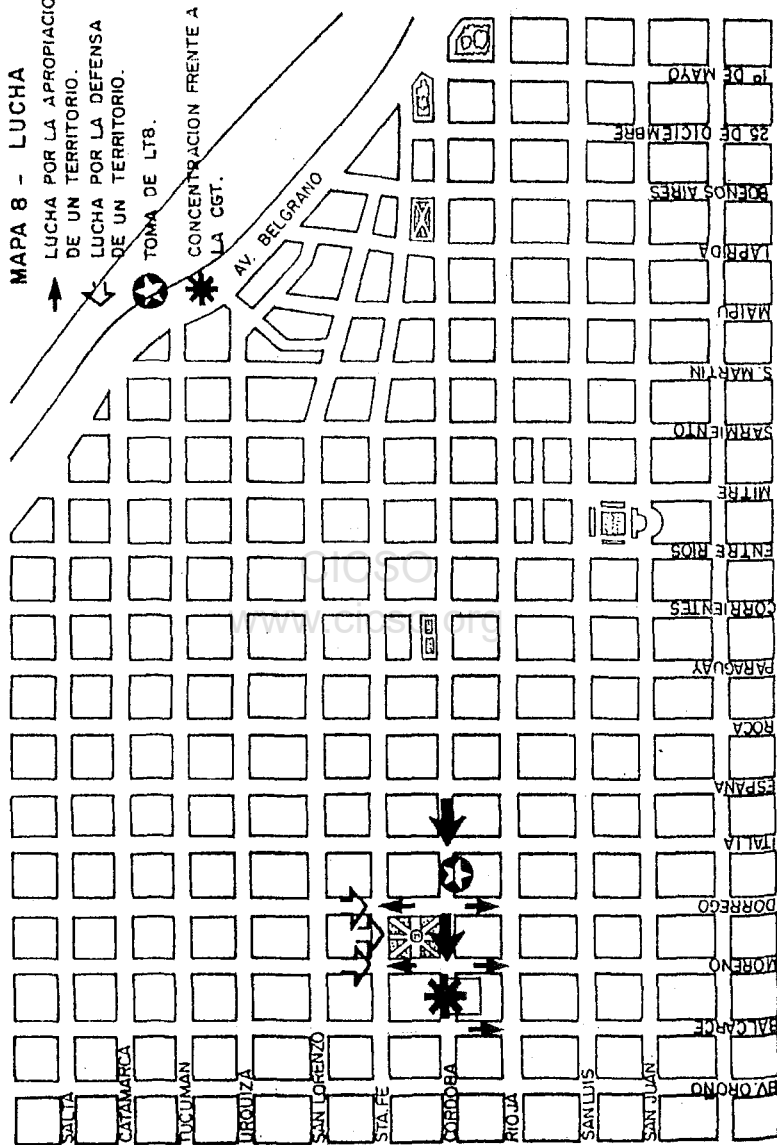 MAPA 8 - LUCHA
LUCHA POR LA APROPIACIO
DE UN TERRITORIO.
LUCHA POR LA DEFENSA
DE UN TERRITORIO.
TOMA DE LT8.
CONCENTRACION FRENTE A
LA CGT.
AV. BELGRANO
1º DE MAYO
25 DE DICIEMBRE
BUENOS AIRES
LAPRIDA
MAIPU
S. MARTIN
SARMIENTO
MITRE
ENTRE RIOS
CORRIENTES
PARAGUAY
ROCA
ESPAÑA
ITALIA
DORREGO
MORENO
BALCARCE
BV. OROÑO
SALTA
CATAMARCA
TUCUMAN
URQUIZA
SAN LORENZO
STA. FE
CORDOBA
RIOJA
SAN LUIS
SAN JUAN
CICSO
www.cicso.org